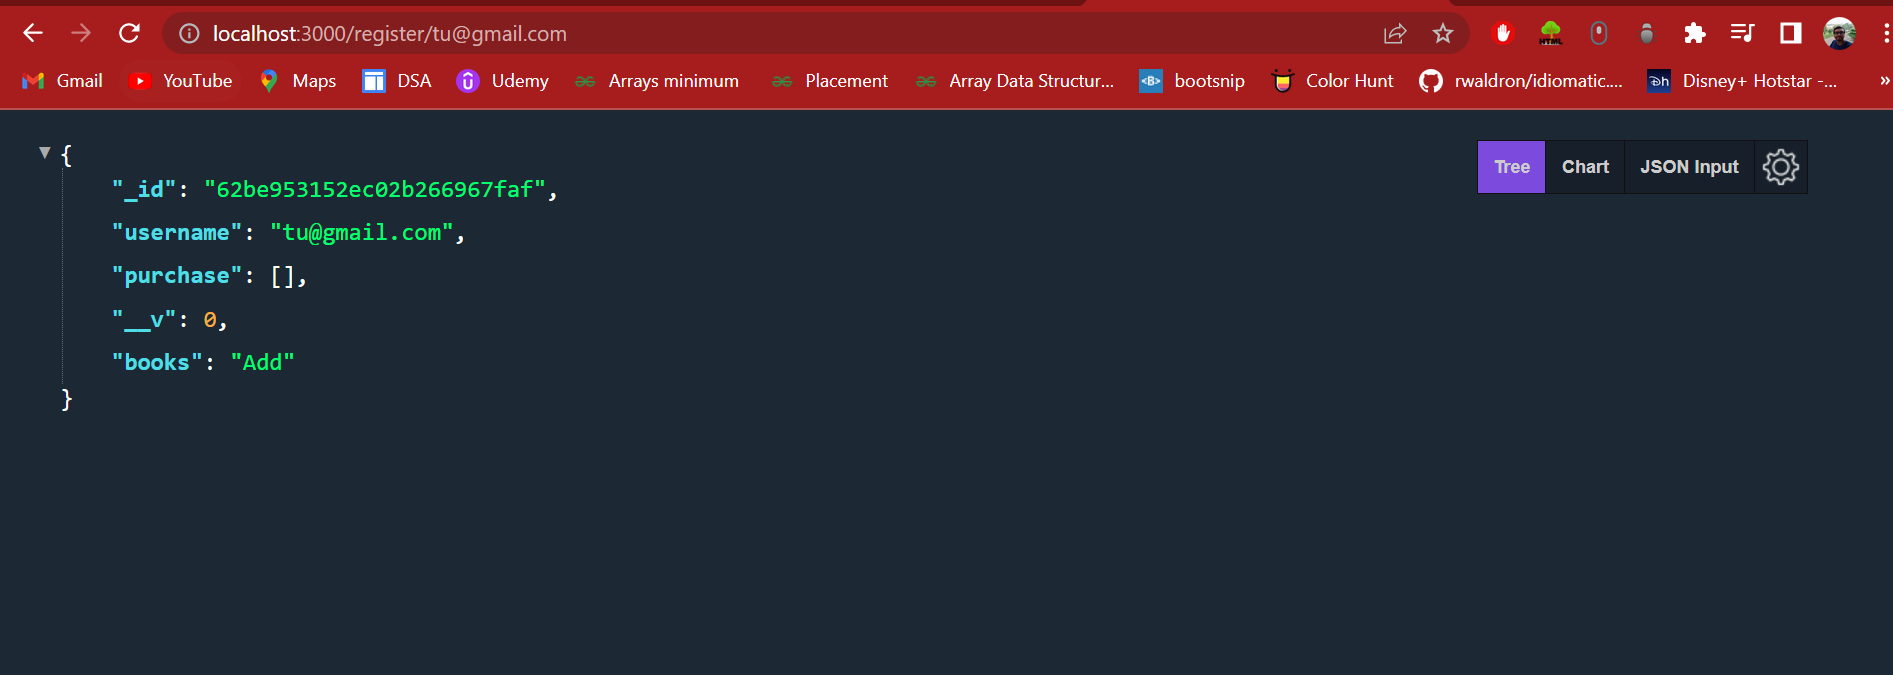 localhost:3000/register/tu@gmail.com
HTML
Gmail YouTube Maps DSA Udemy Arrays minimum Placement Array Data Structur... <B> bootsnip Color Hunt rwaldron/idiomatic.... Disney+ Hotstar -... »
{
"_id": "62be953152ec02b266967faf",
"username": "tu@gmail.com",
"purchase": [],
"__v": 0,
"books": "Add"
}
Tree Chart JSON Input